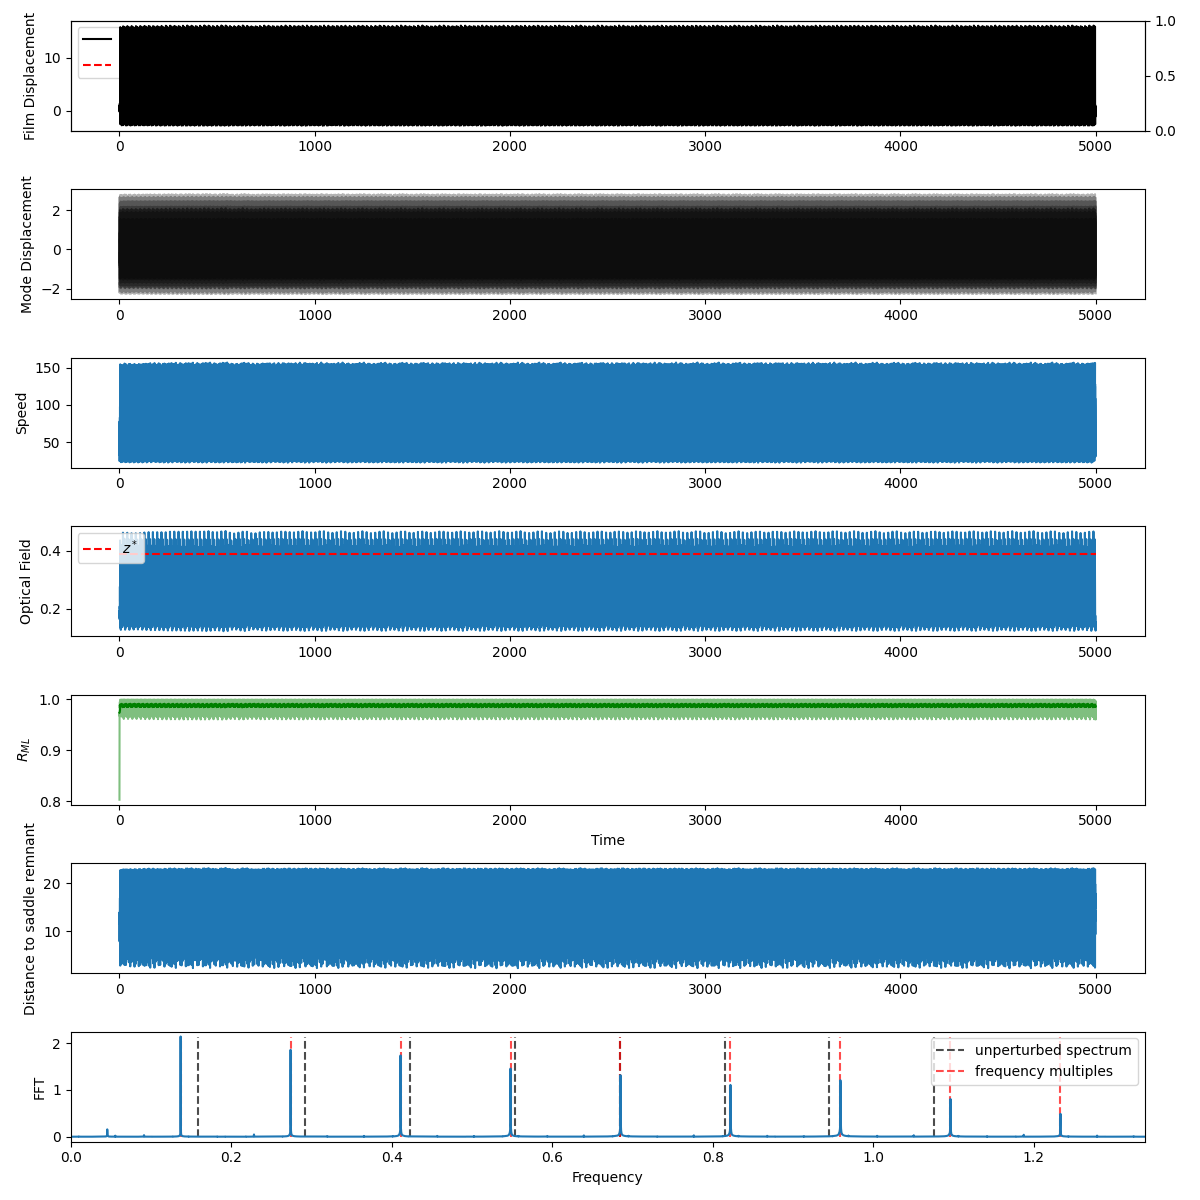 Film Displacement
10
0
1.0
0.5
0.0
0 1000 2000 3000 4000 5000
Mode Displacement
2
0
−2
0 1000 2000 3000 4000 5000
Speed
150
100
50
0 1000 2000 3000 4000 5000
Optical Field
0.4
0.2
z*
0 1000 2000 3000 4000 5000
R_ML
1.0
0.9
0.8
0 1000 2000 3000 4000 5000
Time
Distance to saddle remnant
20
10
0 1000 2000 3000 4000 5000
FFT
2
1
0
unperturbed spectrum
frequency multiples
0.0 0.2 0.4 0.6 0.8 1.0 1.2
Frequency